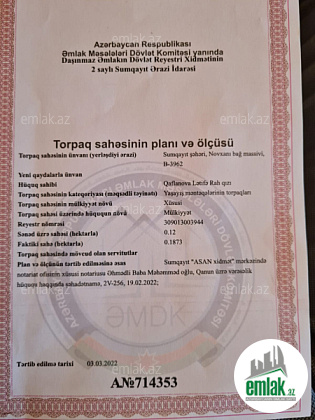 Azərbaycan Respublikası
Əmlak Məsələləri Dövlət Komitəsi yanında
Daşınmaz Əmlakın Dövlət Reyestri Xidmətinin
2 saylı Sumqayıt Ərazi İdarəsi
Torpaq sahəsinin planı və ölçüsü
Torpaq sahəsinin ünvanı (yerləşdiyi ərazi) Sumqayıt şəhəri, Novxanı bağ massivi,
B-3962
Yeni qaydalarla ünvan
Hüquq sahibi Qaflanova Lətifə Rah qızı
Torpaq sahəsinin kateqoriyası (məqsədli təyinatı) Yaşayış məntəqələrinin torpaqları
Torpaq sahəsinin mülkiyyət növü Xüsusi
Torpaq sahəsi üzərində hüququn növü Mülkiyyət
Reyestr nömrəsi 309013003944
Sənəd üzrə sahəsi (hektarla) 0.12
Faktiki sahə (hektarla) 0.1873
Torpaq sahəsində mövcud olan servitutlar
Plan və ölçünün tərtib edilməsinə əsas Sumqayıt "ASAN xidmət" mərkəzində
notariat ofisinin xüsusi notariusu Əhmədli Baba Məhəmməd oğlu, Qanun üzrə vərəsəlik
hüququ haqqında şəhadətnamə, 2V-256, 19.02.2022;
ƏMDK
Tərtib edilmə tarixi 03.03.2022
A№714353
emlak.az
emlak.az